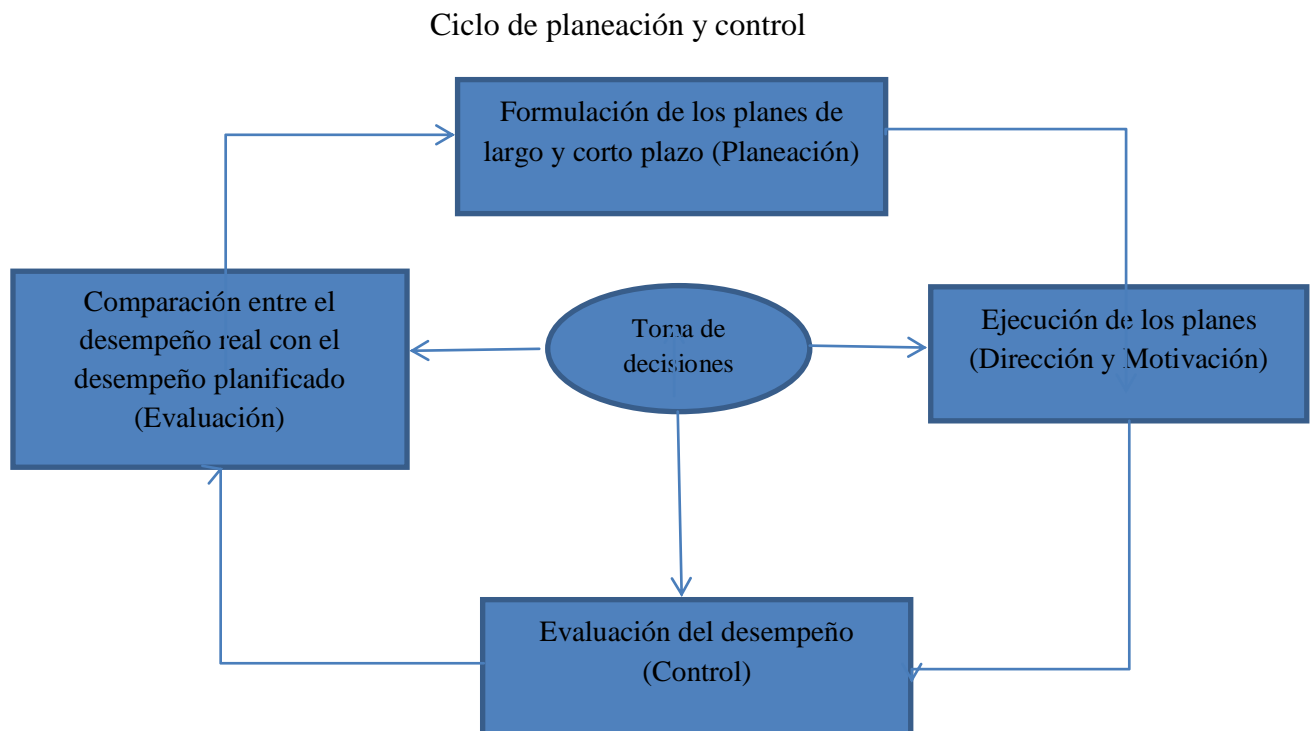 Ciclo de planeación y control
Formulación de los planes de
largo y corto plazo (Planeación)
Comparación entre el
desempeño real con el
desempeño planificado
(Evaluación)
Toma de
decisiones
Ejecución de los planes
(Dirección y Motivación)
Evaluación del desempeño
(Control)